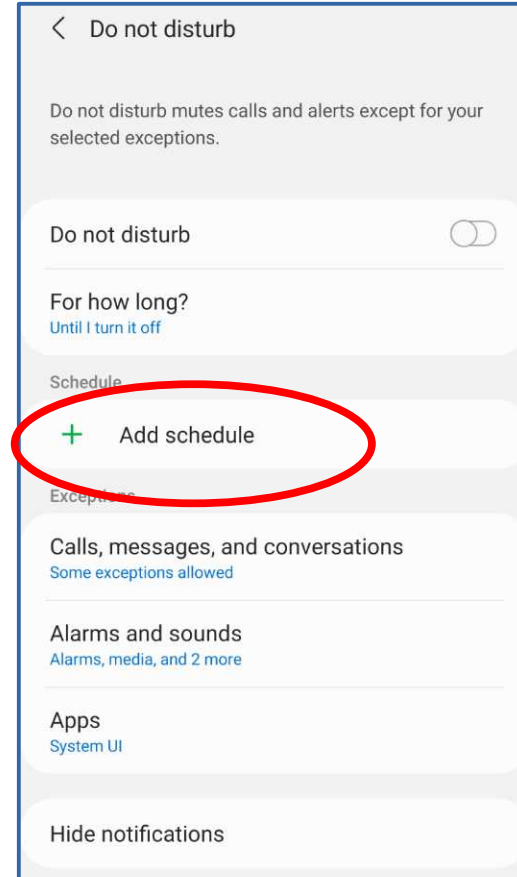 Do not disturb
Do not disturb mutes calls and alerts except for your
selected exceptions.
Do not disturb
For how long?
Until I turn it off
Schedule
+ Add schedule
Exceptions
Calls, messages, and conversations
Some exceptions allowed
Alarms and sounds
Alarms, media, and 2 more
Apps
System UI
Hide notifications